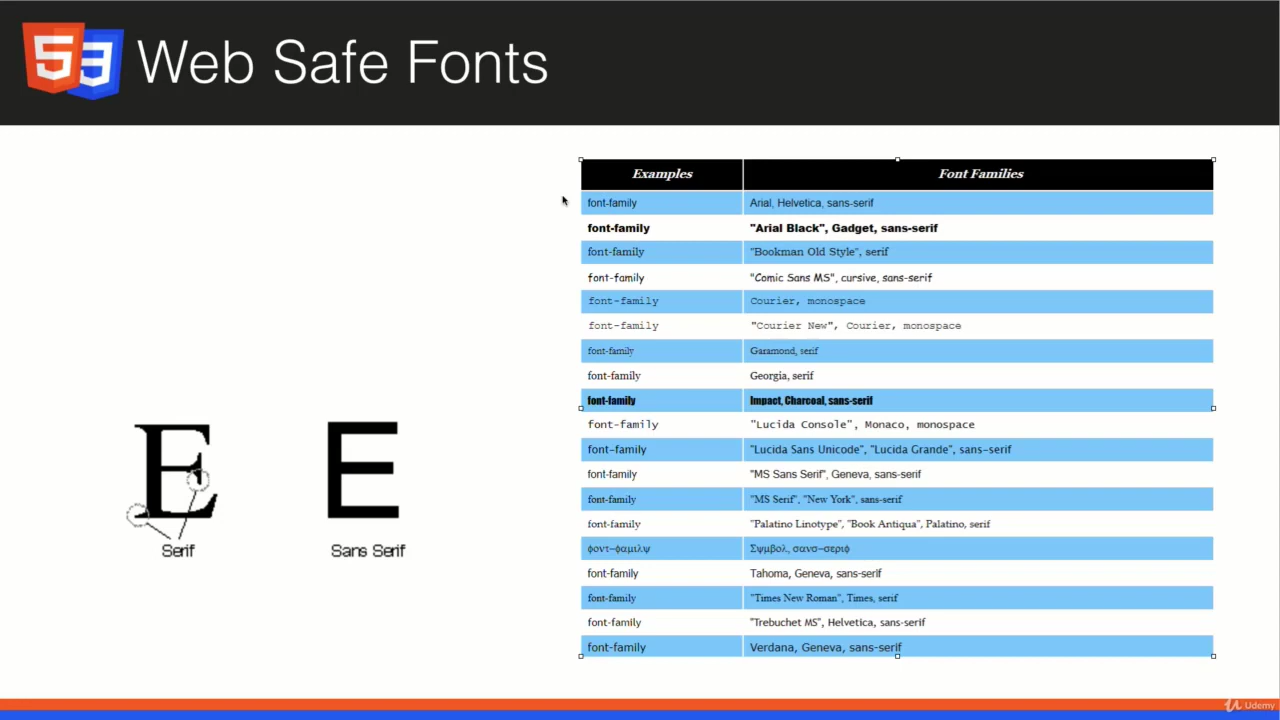 53 Web Safe Fonts
Examples Font Families
font-family Arial, Helvetica, sans-serif
font-family "Arial Black", Gadget, sans-serif
font-family "Bookman Old Style", serif
font-family "Comic Sans MS", cursive, sans-serif
font-family Courier, monospace
font-family "Courier New", Courier, monospace
font-family Garamond, serif
font-family Georgia, serif
font-family Impact, Charcoal, sans-serif
font-family "Lucida Console", Monaco, monospace
font-family "Lucida Sans Unicode", "Lucida Grande", sans-serif
font-family "MS Sans Serif", Geneva, sans-serif
font-family "MS Serif", "New York", sans-serif
font-family "Palatino Linotype", "Book Antiqua", Palatino, serif
φοντ-φαμιλψ Σψμβολ, σανσ-σεριφ
font-family Tahoma, Geneva, sans-serif
font-family "Times New Roman", Times, serif
font-family "Trebuchet MS", Helvetica, sans-serif
font-family Verdana, Geneva, sans-serif
E E
Serif Sans Serif
Udemy